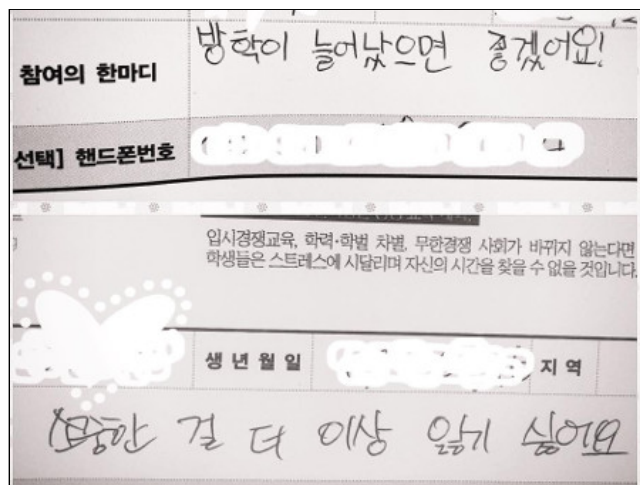 방학이 늘어났으면 좋겠어요!
참여의 한마디
선택] 핸드폰번호
입시경쟁교육, 학력·학벌 차별, 무한경쟁 사회가 바뀌지 않는다면
학생들은 스트레스에 시달리며 자신의 시간을 찾을 수 없을 것입니다.
생년월일 지역
소중한 걸 더 이상 잃기 싫어요